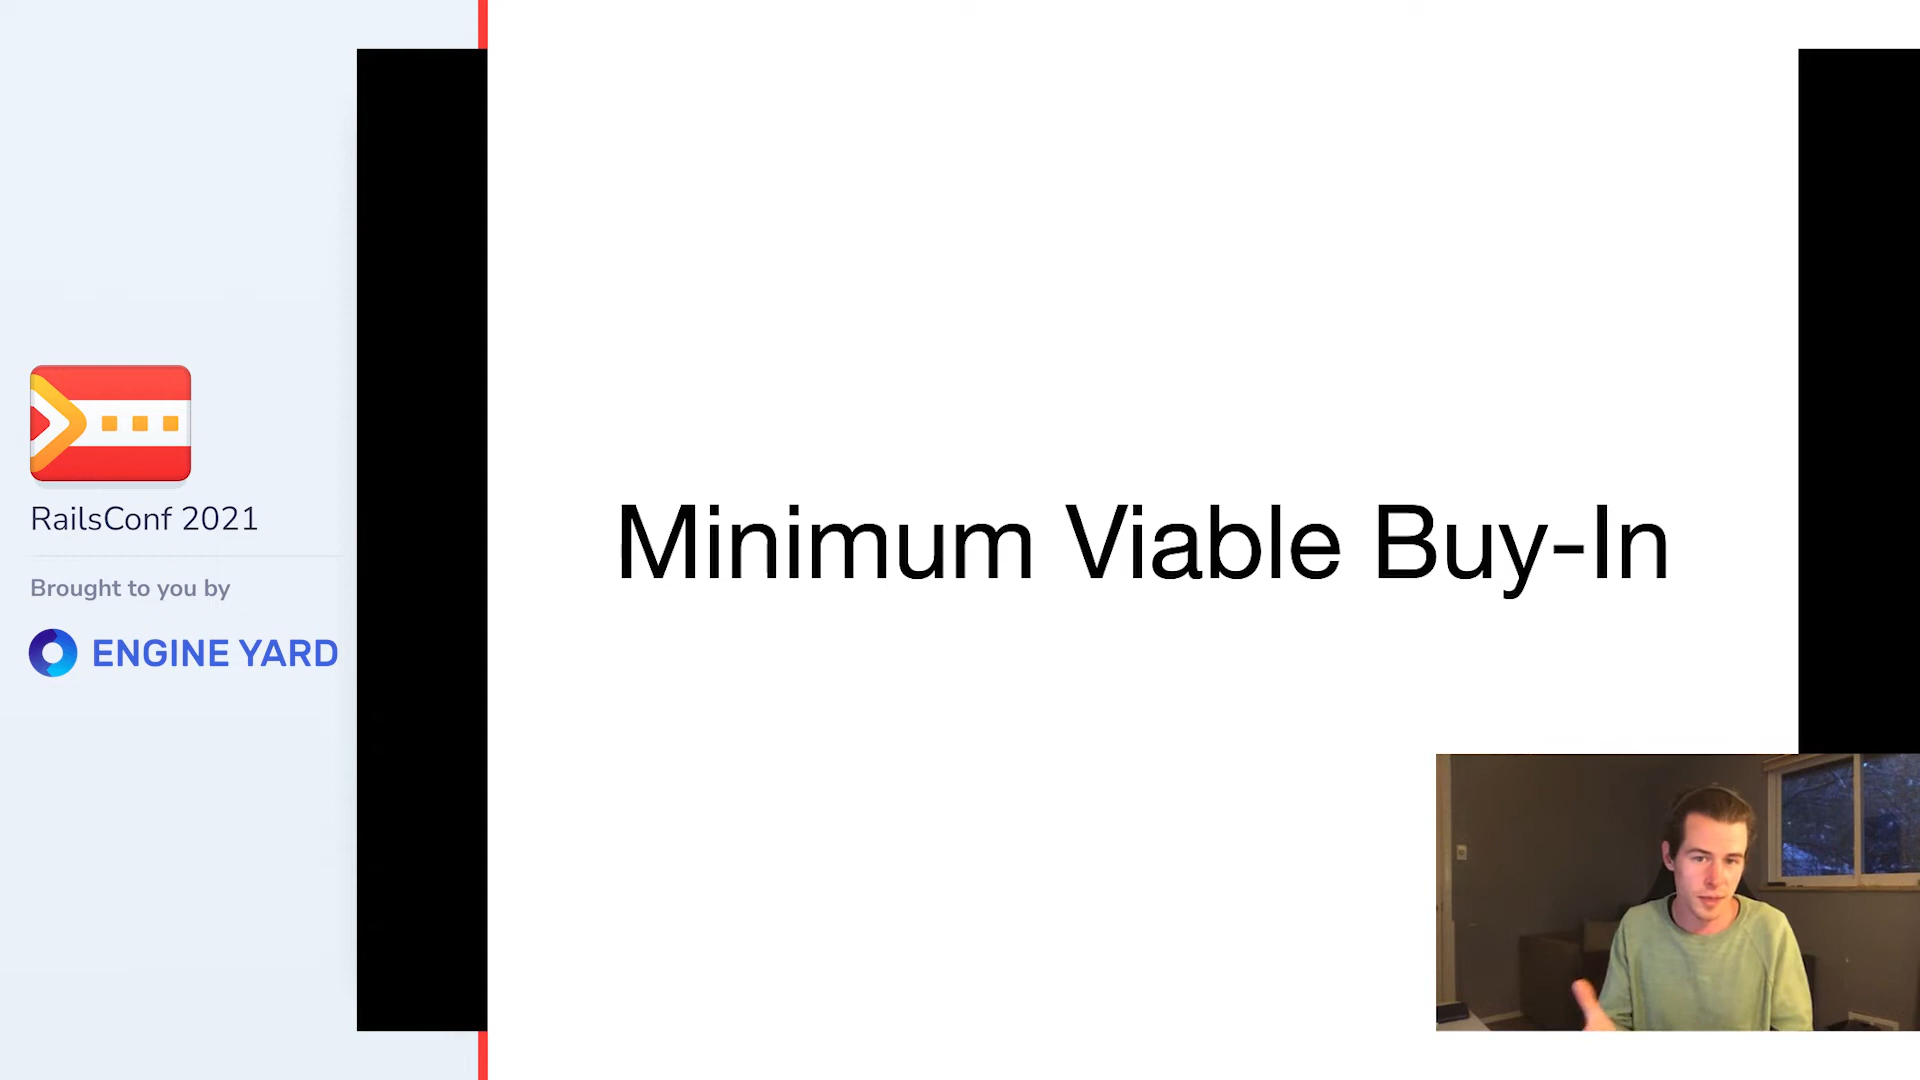 RailsConf 2021
Brought to you by
ENGINE YARD
Minimum Viable Buy-In